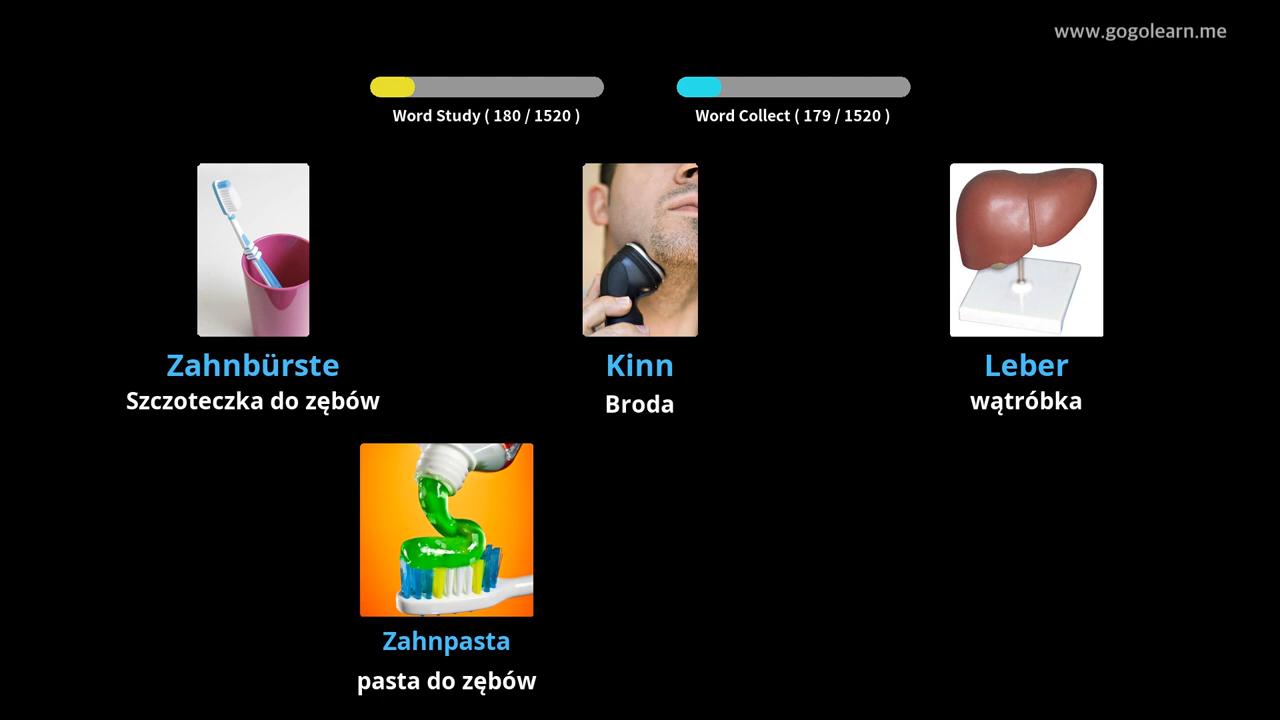 www.gogolearn.me
Word Study ( 180 / 1520 )
Word Collect ( 179 / 1520 )
Zahnbürste
Szczoteczka do zębów
Kinn
Broda
Leber
wątróbka
Zahnpasta
pasta do zębów